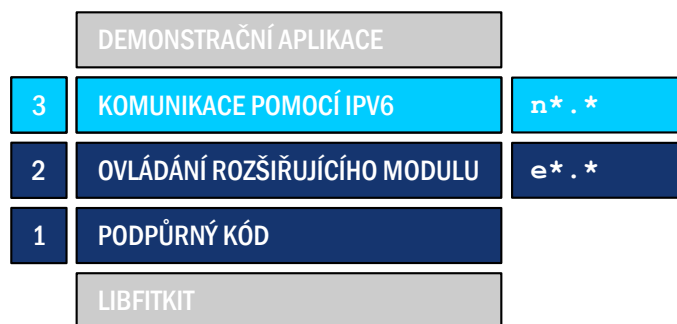 DEMONSTRAČNÍ APLIKACE
3 KOMUNIKACE POMOCÍ IPV6 n*.*
2 OVLÁDÁNÍ ROZŠIŘUJÍCÍHO MODULU e*.*
1 PODPŮRNÝ KÓD
LIBFITKIT